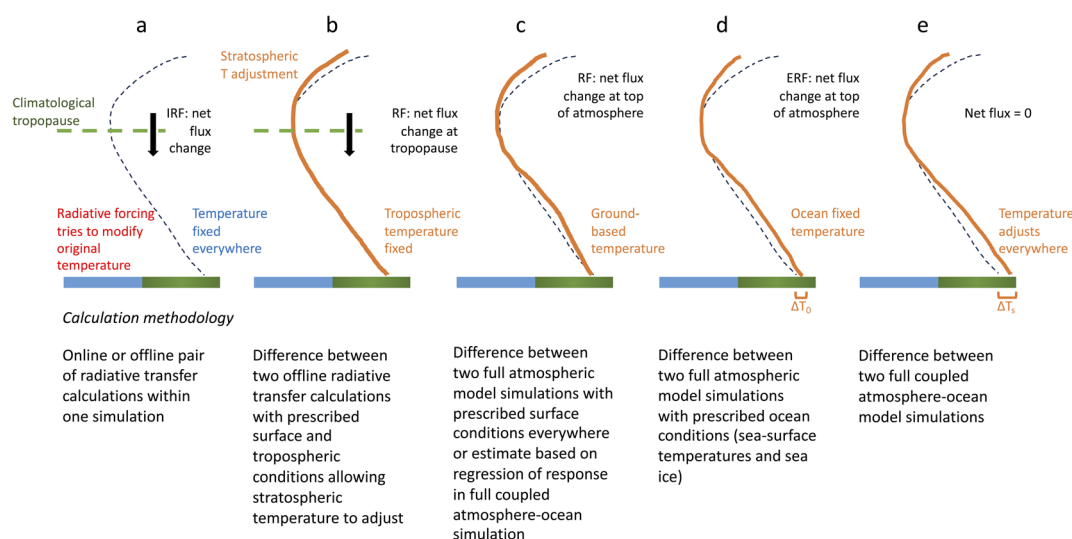 a
Climatological
tropopause
IRF: net
flux
change
Radiative forcing
tries to modify
original
temperature
Temperature
fixed
everywhere
b
Stratospheric
T adjustment
RF: net flux
change at
tropopause
Tropospheric
temperature
fixed
c
RF: net flux
change at top
of atmosphere
Ground-
based
temperature
d
ERF: net flux
change at top
of atmosphere
Ocean fixed
temperature
ΔT₀
e
Net flux = 0
Temperature
adjusts
everywhere
ΔTₛ
Calculation methodology
Online or offline pair
of radiative transfer
calculations within
one simulation
Difference between
two offline radiative
transfer calculations
with prescribed
surface and
tropospheric
conditions allowing
stratospheric
temperature to adjust
Difference between
two full atmospheric
model simulations with
prescribed surface
conditions everywhere
or estimate based on
regression of response
in full coupled
atmosphere-ocean
simulation
Difference between
two full atmospheric
model simulations
with prescribed ocean
conditions (sea-surface
temperatures and sea
ice)
Difference between
two full coupled
atmosphere-ocean
model simulations